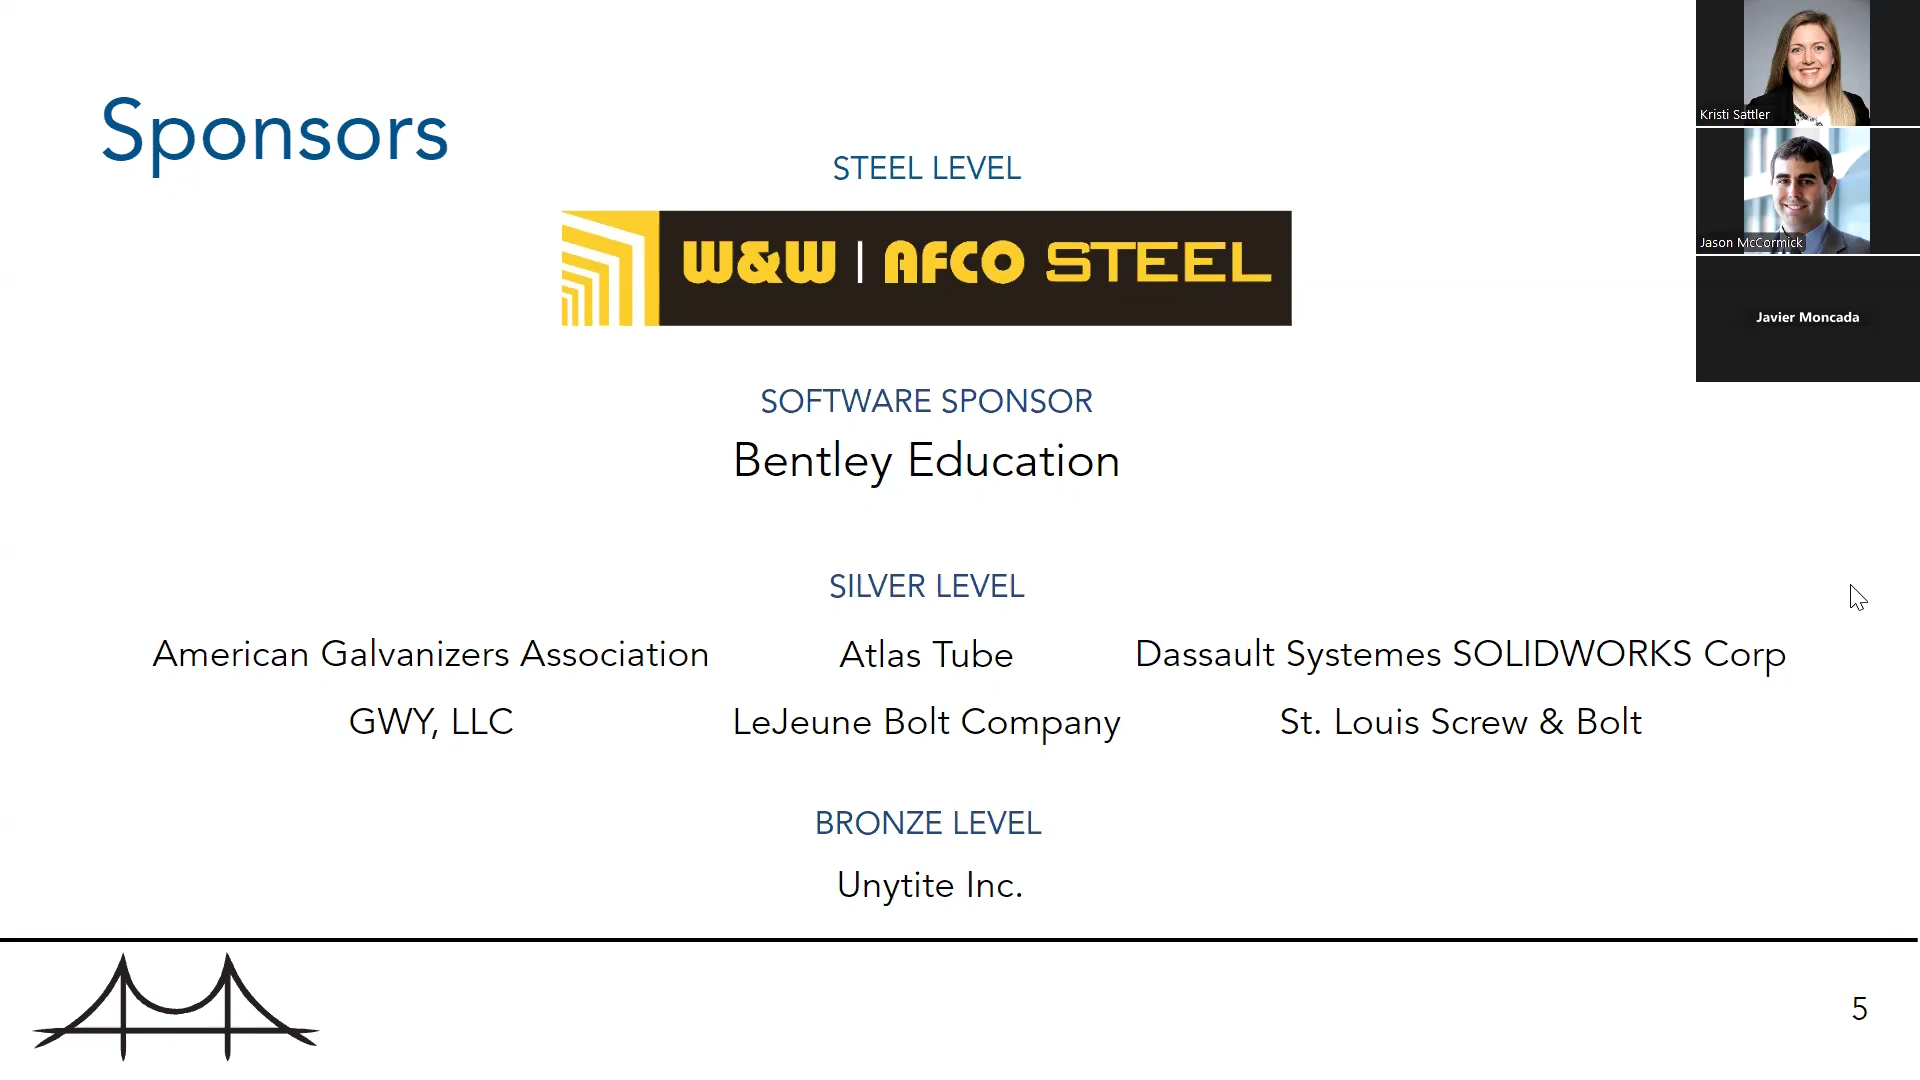 Sponsors
STEEL LEVEL
W&W | AFCO STEEL
SOFTWARE SPONSOR
Bentley Education
SILVER LEVEL
American Galvanizers Association
Atlas Tube
Dassault Systemes SOLIDWORKS Corp
GWY, LLC
LeJeune Bolt Company
St. Louis Screw & Bolt
BRONZE LEVEL
Unytite Inc.
5
Kristi Sattler
Jason McCormick
Javier Moncada